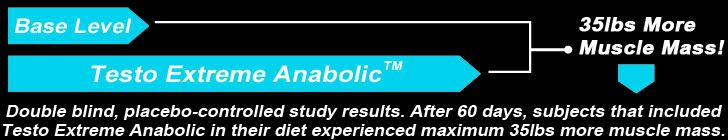 Base Level
35lbs More
Muscle Mass!
Testo Extreme Anabolic™
Double blind, placebo-controlled study results. After 60 days, subjects that included
Testo Extreme Anabolic in their diet experienced maximum 35lbs more muscle mass.